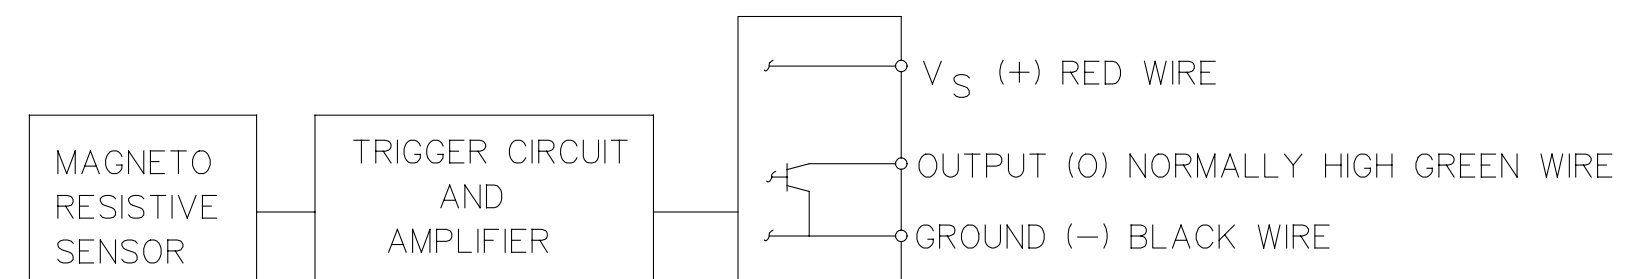 V S (+) RED WIRE
MAGNETO
RESISTIVE
SENSOR
TRIGGER CIRCUIT
AND
AMPLIFIER
OUTPUT (O) NORMALLY HIGH GREEN WIRE
GROUND (–) BLACK WIRE